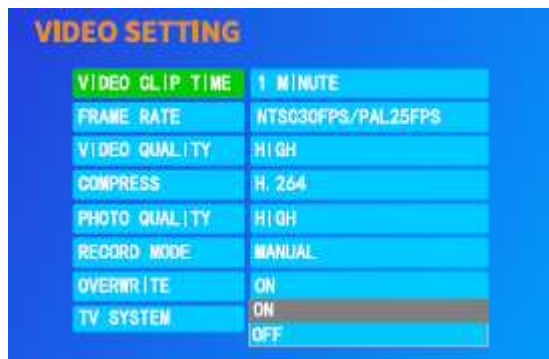 VIDEO SETTING
VIDEO CLIP TIME 1 MINUTE
FRAME RATE NTSC30FPS/PAL25FPS
VIDEO QUALITY HIGH
COMPRESS H.264
PHOTO QUALITY HIGH
RECORD MODE MANUAL
OVERWRITE ON
TV SYSTEM ON
OFF